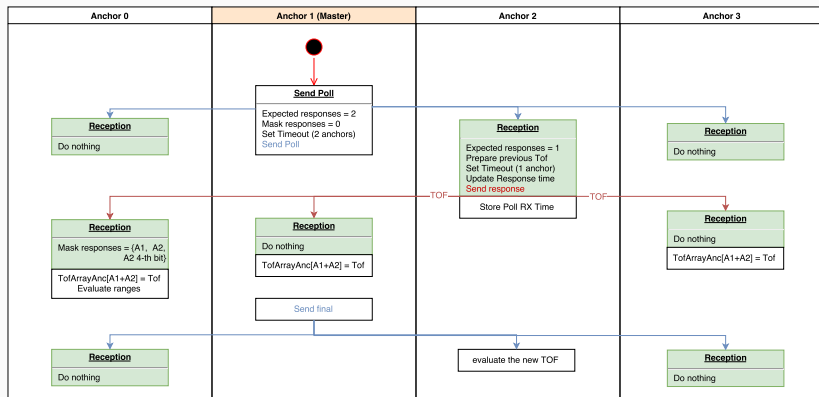 Anchor 0
Anchor 1 (Master)
Anchor 2
Anchor 3
Send Poll
Expected responses = 2
Mask responses = 0
Set Timeout (2 anchors)
Send Poll
Reception
Do nothing
Reception
Expected responses = 1
Prepare previous Tof
Set Timeout (1 anchor)
Update Response time
Send response
Store Poll RX Time
Reception
Do nothing
TOF
TOF
Reception
Mask responses = {A1, A2,
A2 4-th bit}
TofArrayAnc[A1+A2] = Tof
Evaluate ranges
Reception
Do nothing
TofArrayAnc[A1+A2] = Tof
Reception
Do nothing
TofArrayAnc[A1+A2] = Tof
Send final
Reception
Do nothing
evaluate the new TOF
Reception
Do nothing